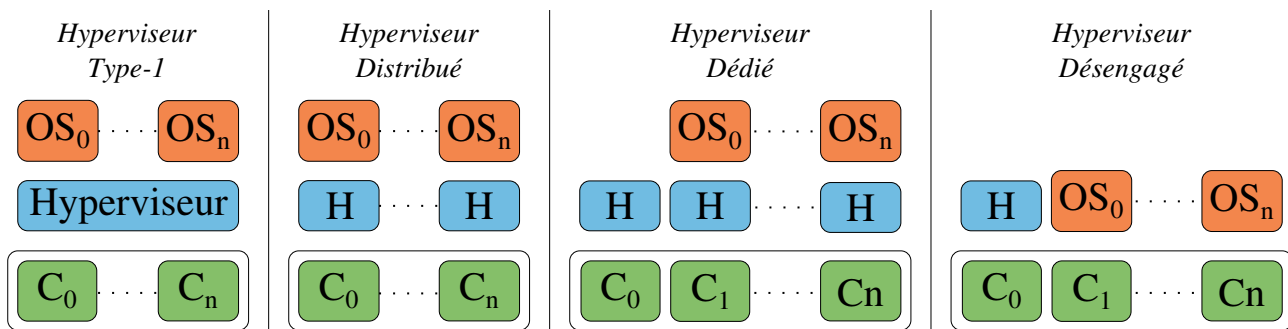 Hyperviseur
Type-1
OS₀ . . . . . OSₙ
Hyperviseur
C₀ . . . . . Cₙ
Hyperviseur
Distribué
OS₀ . . . . . OSₙ
H . . . . . H
C₀ . . . . . Cₙ
Hyperviseur
Dédié
OS₀ . . . . . OSₙ
H H . . . . . H
C₀ C₁ . . . . . Cn
Hyperviseur
Désengagé
H OS₀ . . . . . OSₙ
C₀ C₁ . . . . . Cn